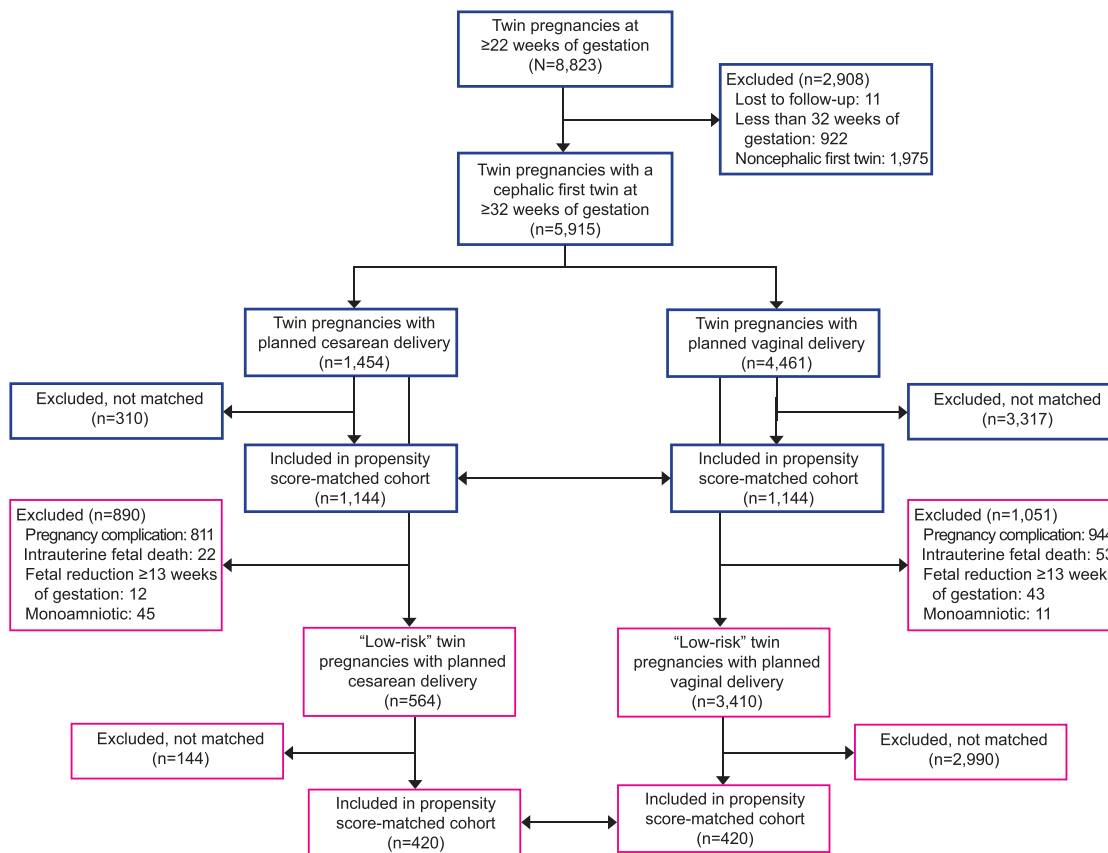 Twin pregnancies at
≥22 weeks of gestation
(N=8,823)
Excluded (n=2,908)
Lost to follow-up: 11
Less than 32 weeks of
gestation: 922
Noncephalic first twin: 1,975
Twin pregnancies with a
cephalic first twin at
≥32 weeks of gestation
(n=5,915)
Twin pregnancies with
planned cesarean delivery
(n=1,454)
Twin pregnancies with
planned vaginal delivery
(n=4,461)
Excluded, not matched
(n=310)
Excluded, not matched
(n=3,317)
Included in propensity
score-matched cohort
(n=1,144)
Included in propensity
score-matched cohort
(n=1,144)
Excluded (n=890)
Pregnancy complication: 811
Intrauterine fetal death: 22
Fetal reduction ≥13 weeks
of gestation: 12
Monoamniotic: 45
Excluded (n=1,051)
Pregnancy complication: 944
Intrauterine fetal death: 53
Fetal reduction ≥13 week
of gestation: 43
Monoamniotic: 11
“Low-risk” twin
pregnancies with planned
cesarean delivery
(n=564)
“Low-risk” twin
pregnancies with planned
vaginal delivery
(n=3,410)
Excluded, not matched
(n=144)
Excluded, not matched
(n=2,990)
Included in propensity
score-matched cohort
(n=420)
Included in propensity
score-matched cohort
(n=420)